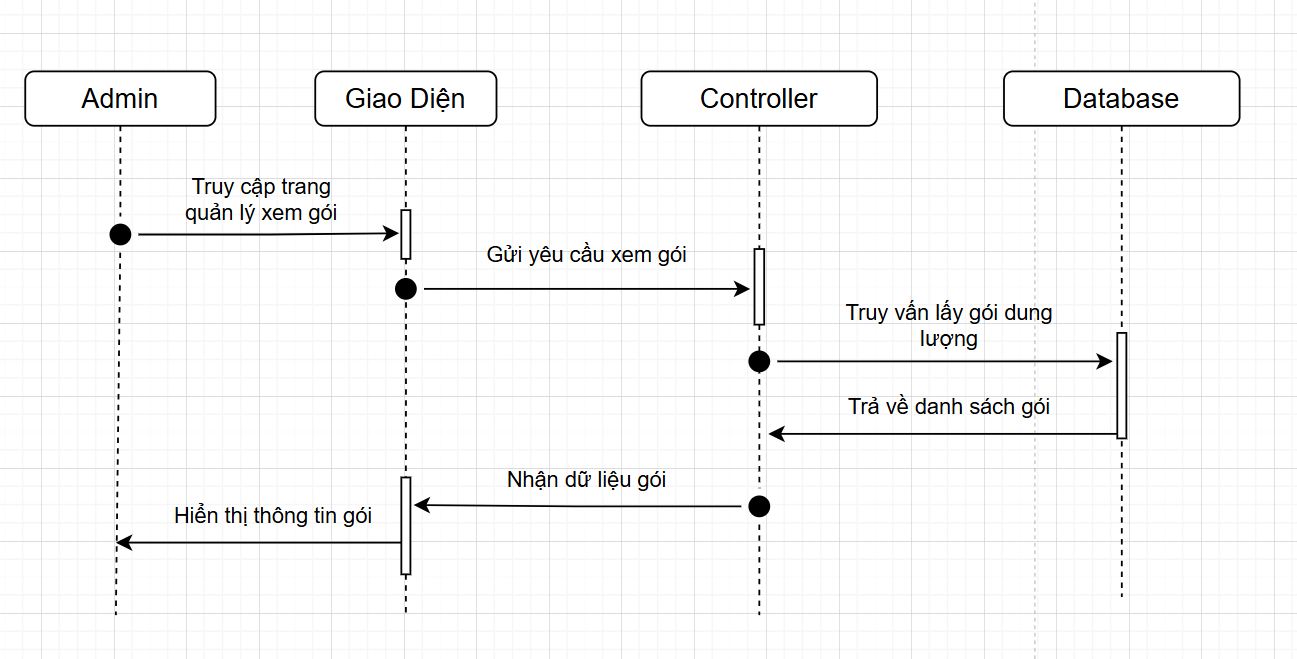 Admin
Giao Diện
Controller
Database
Truy cập trang
quản lý xem gói
Gửi yêu cầu xem gói
Truy vấn lấy gói dung
lượng
Trả về danh sách gói
Nhận dữ liệu gói
Hiển thị thông tin gói